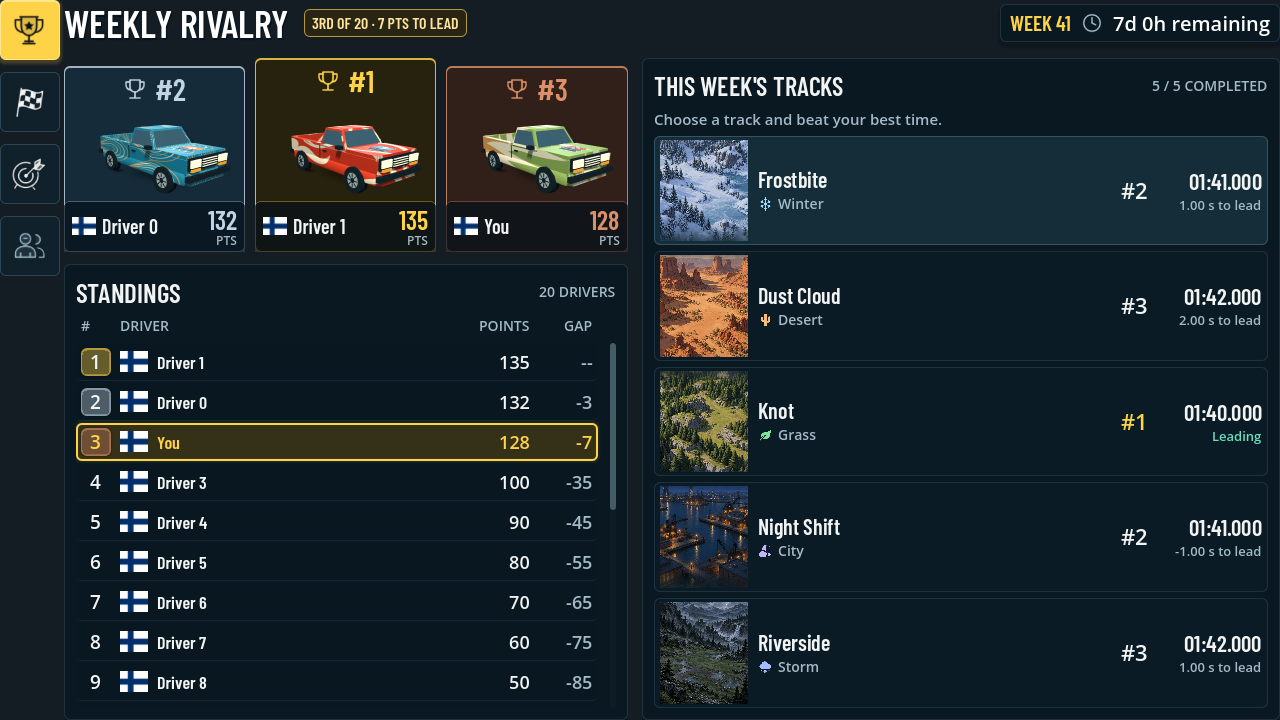 WEEKLY RIVALRY
3RD OF 20 · 7 PTS TO LEAD
WEEK 41
7d 0h remaining
#2
Driver 0
132
PTS
#1
Driver 1
135
PTS
#3
You
128
PTS
STANDINGS
20 DRIVERS
# DRIVER POINTS GAP
1 Driver 1 135 --
2 Driver 0 132 -3
3 You 128 -7
4 Driver 3 100 -35
5 Driver 4 90 -45
6 Driver 5 80 -55
7 Driver 6 70 -65
8 Driver 7 60 -75
9 Driver 8 50 -85
THIS WEEK'S TRACKS
5 / 5 COMPLETED
Choose a track and beat your best time.
Frostbite
Winter
#2
01:41.000
1.00 s to lead
Dust Cloud
Desert
#3
01:42.000
2.00 s to lead
Knot
Grass
#1
01:40.000
Leading
Night Shift
City
#2
01:41.000
-1.00 s to lead
Riverside
Storm
#3
01:42.000
1.00 s to lead